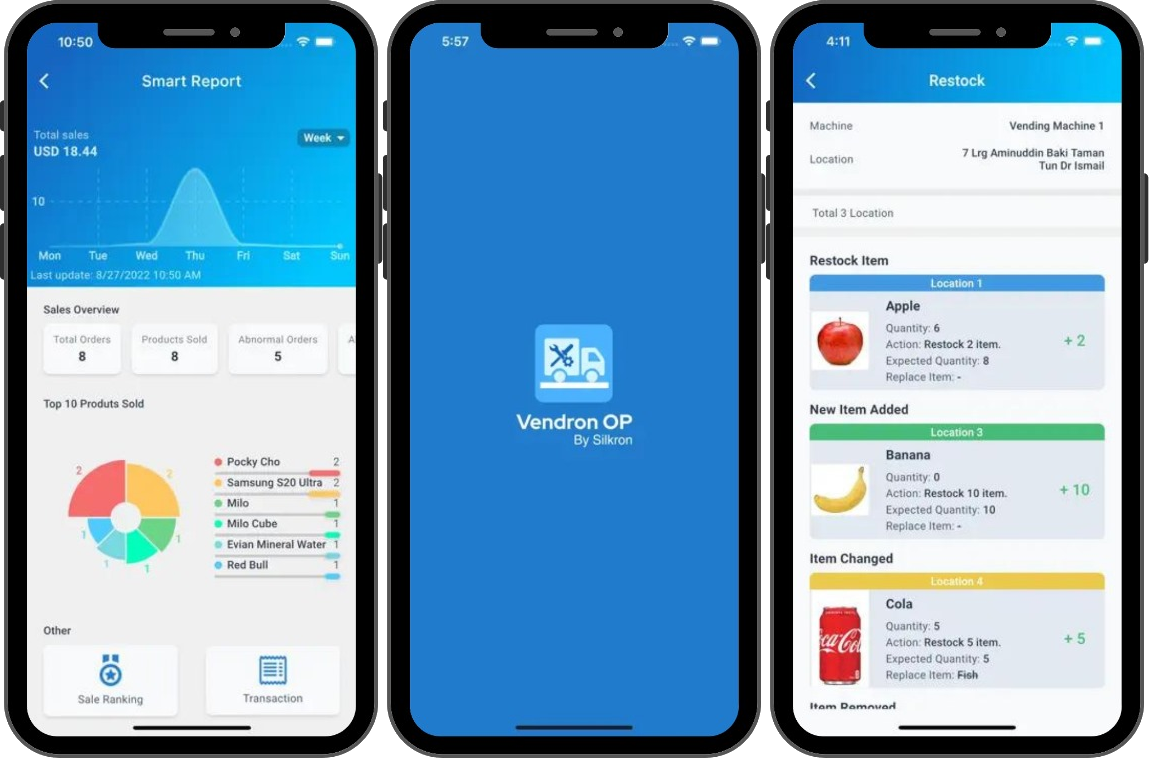 10:50
Smart Report
Total sales
USD 18.44
Week
10
Mon Tue Wed Thu Fri Sat Sun
Last update: 8/27/2022 10:50 AM
Sales Overview
Total Orders
8
Products Sold
8
Abnormal Orders
5
A
Top 10 Produts Sold
2
2
1
1
1
1
Pocky Cho 2
Samsung S20 Ultra 2
Milo 1
Milo Cube 1
Evian Mineral Water 1
Red Bull 1
Other
Sale Ranking
Transaction
5:57
Vendron OP
By Silkron
4:11
Restock
Machine Vending Machine 1
Location 7 Lrg Aminuddin Baki Taman
Tun Dr Ismail
Total 3 Location
Restock Item
Location 1
Apple
Quantity: 6
Action: Restock 2 item.
Expected Quantity: 8
Replace Item: -
+ 2
New Item Added
Location 3
Banana
Quantity: 0
Action: Restock 10 item.
Expected Quantity: 10
Replace Item: -
+ 10
Item Changed
Location 4
Cola
Quantity: 5
Action: Restock 5 item.
Expected Quantity: 5
Replace Item: Fish
+ 5
Coca-Cola
Item Removed